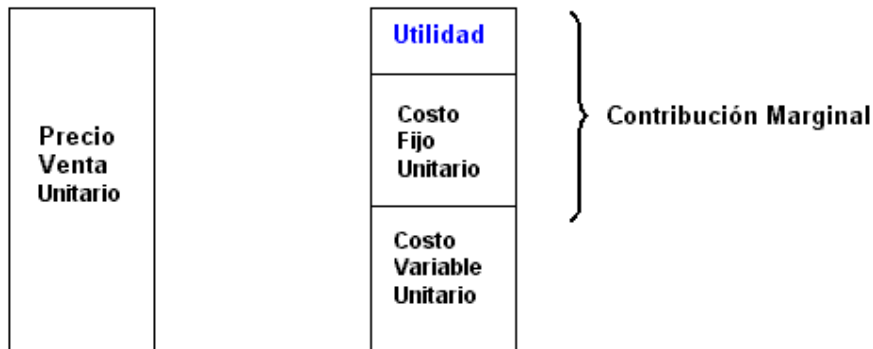 Precio
Venta
Unitario
Utilidad
Costo
Fijo
Unitario
Costo
Variable
Unitario
Contribución Marginal